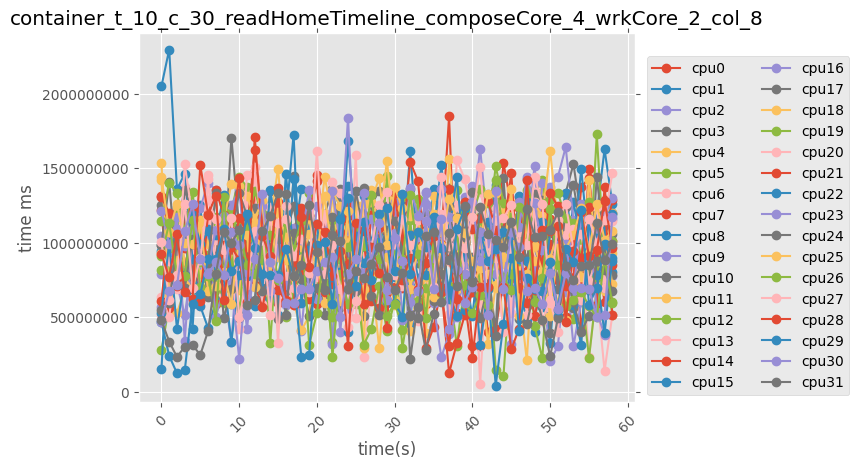 container_t_10_c_30_readHomeTimeline_composeCore_4_wrkCore_2_col_8
time ms
2000000000
1500000000
1000000000
500000000
0
0
10
20
30
40
50
60
time(s)
cpu0
cpu1
cpu2
cpu3
cpu4
cpu5
cpu6
cpu7
cpu8
cpu9
cpu10
cpu11
cpu12
cpu13
cpu14
cpu15
cpu16
cpu17
cpu18
cpu19
cpu20
cpu21
cpu22
cpu23
cpu24
cpu25
cpu26
cpu27
cpu28
cpu29
cpu30
cpu31